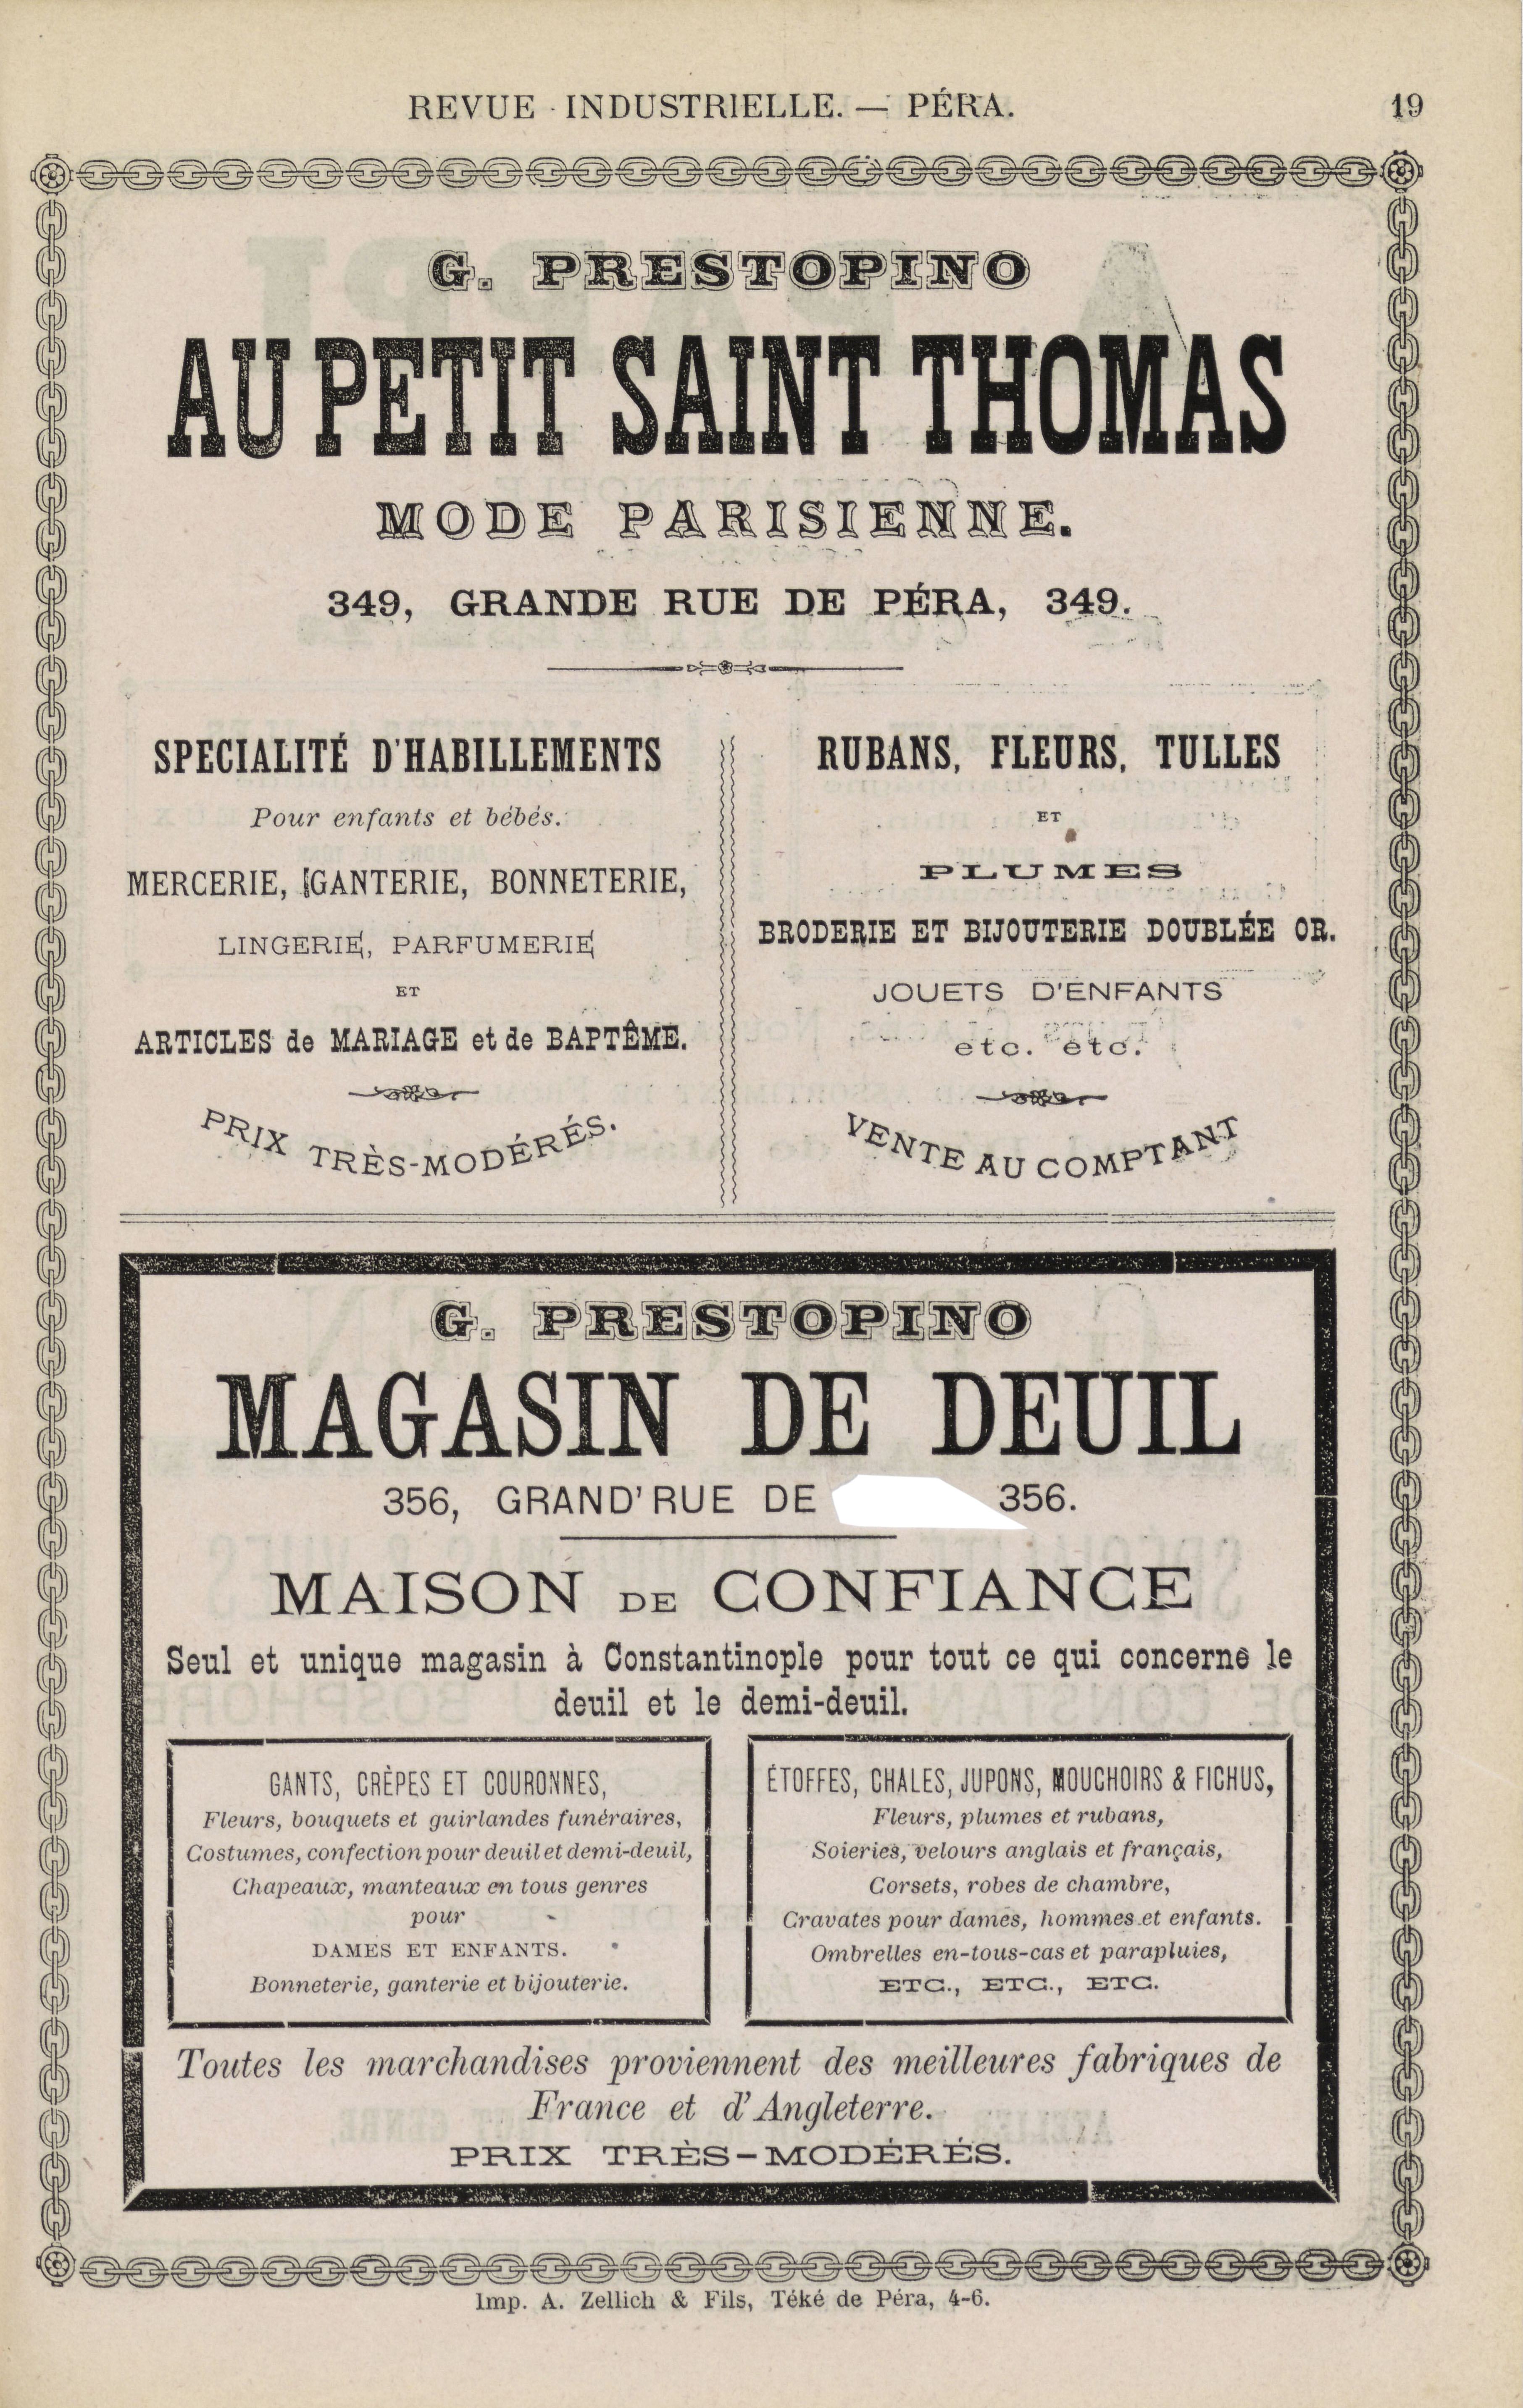 REVUE INDUSTRIELLE. — PÉRA.
19
G. PRESTOPINO
AU PETIT SAINT THOMAS
MODE PARISIENNE.
349, GRANDE RUE DE PÉRA, 349.
SPECIALITÉ D'HABILLEMENTS
Pour enfants et bébés.
MERCERIE, GANTERIE, BONNETERIE,
LINGERIE, PARFUMERIE
ET
ARTICLES de MARIAGE et de BAPTÊME.
PRIX TRÈS-MODÉRÉS.
RUBANS, FLEURS, TULLES
ET
PLUMES
BRODERIE ET BIJOUTERIE DOUBLÉE OR.
JOUETS D'ENFANTS
etc. etc.
VENTE AU COMPTANT
G. PRESTOPINO
MAGASIN DE DEUIL
356, GRAND'RUE DE 356.
MAISON DE CONFIANCE
Seul et unique magasin à Constantinople pour tout ce qui concerne le
deuil et le demi-deuil.
GANTS, CRÈPES ET COURONNES,
Fleurs, bouquets et guirlandes funéraires,
Costumes, confection pour deuil et demi-deuil,
Chapeaux, manteaux en tous genres
pour
DAMES ET ENFANTS.
Bonneterie, ganterie et bijouterie.
ÉTOFFES, CHALES, JUPONS, MOUCHOIRS & FICHUS,
Fleurs, plumes et rubans,
Soieries, velours anglais et français,
Corsets, robes de chambre,
Cravates pour dames, hommes et enfants.
Ombrelles en-tous-cas et parapluies,
ETC., ETC., ETC.
Toutes les marchandises proviennent des meilleures fabriques de
France et d'Angleterre.
PRIX TRÈS-MODÉRÉS.
Imp. A. Zellich & Fils, Téké de Péra, 4-6.